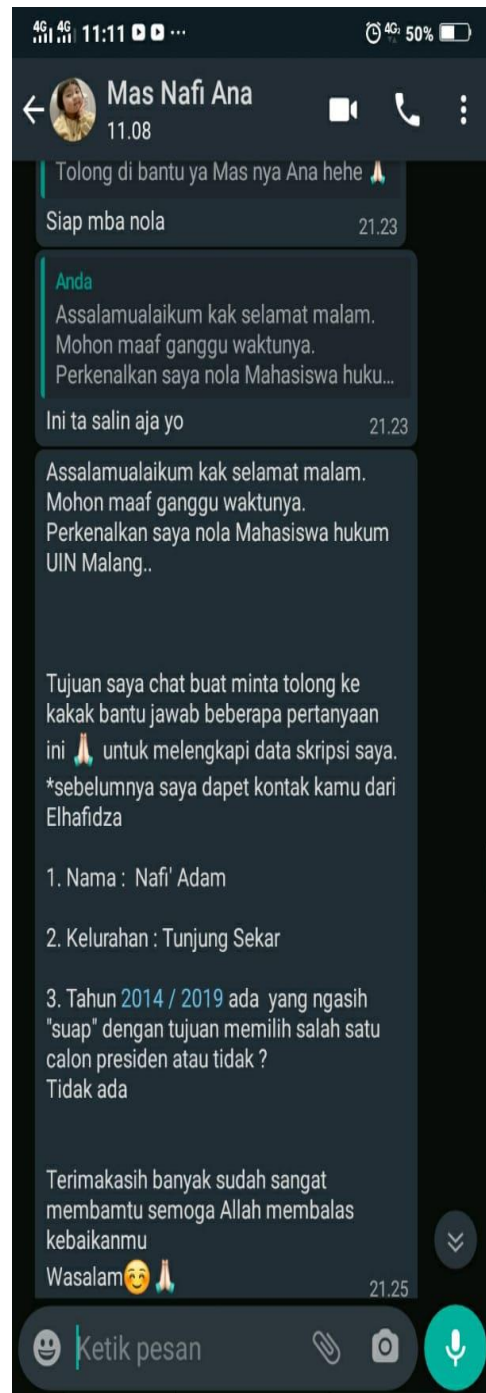 4G 4G 11:11 ... 4G 50%
Mas Nafi Ana
11.08
Tolong di bantu ya Mas nya Ana hehe 🙏🏻
Siap mba nola 21.23
Anda
Assalamualaikum kak selamat malam.
Mohon maaf ganggu waktunya.
Perkenalkan saya nola Mahasiswa huku...
Ini ta salin aja yo 21.23
Assalamualaikum kak selamat malam.
Mohon maaf ganggu waktunya.
Perkenalkan saya nola Mahasiswa hukum
UIN Malang..
Tujuan saya chat buat minta tolong ke
kakak bantu jawab beberapa pertanyaan
ini 🙏🏻 untuk melengkapi data skripsi saya.
*sebelumnya saya dapet kontak kamu dari
Elhafidza
1. Nama : Nafi' Adam
2. Kelurahan : Tunjung Sekar
3. Tahun 2014 / 2019 ada yang ngasih
"suap" dengan tujuan memilih salah satu
calon presiden atau tidak ?
Tidak ada
Terimakasih banyak sudah sangat
membamtu semoga Allah membalas
kebaikanmu
Wasalam☺️🙏🏻 21.25
Ketik pesan